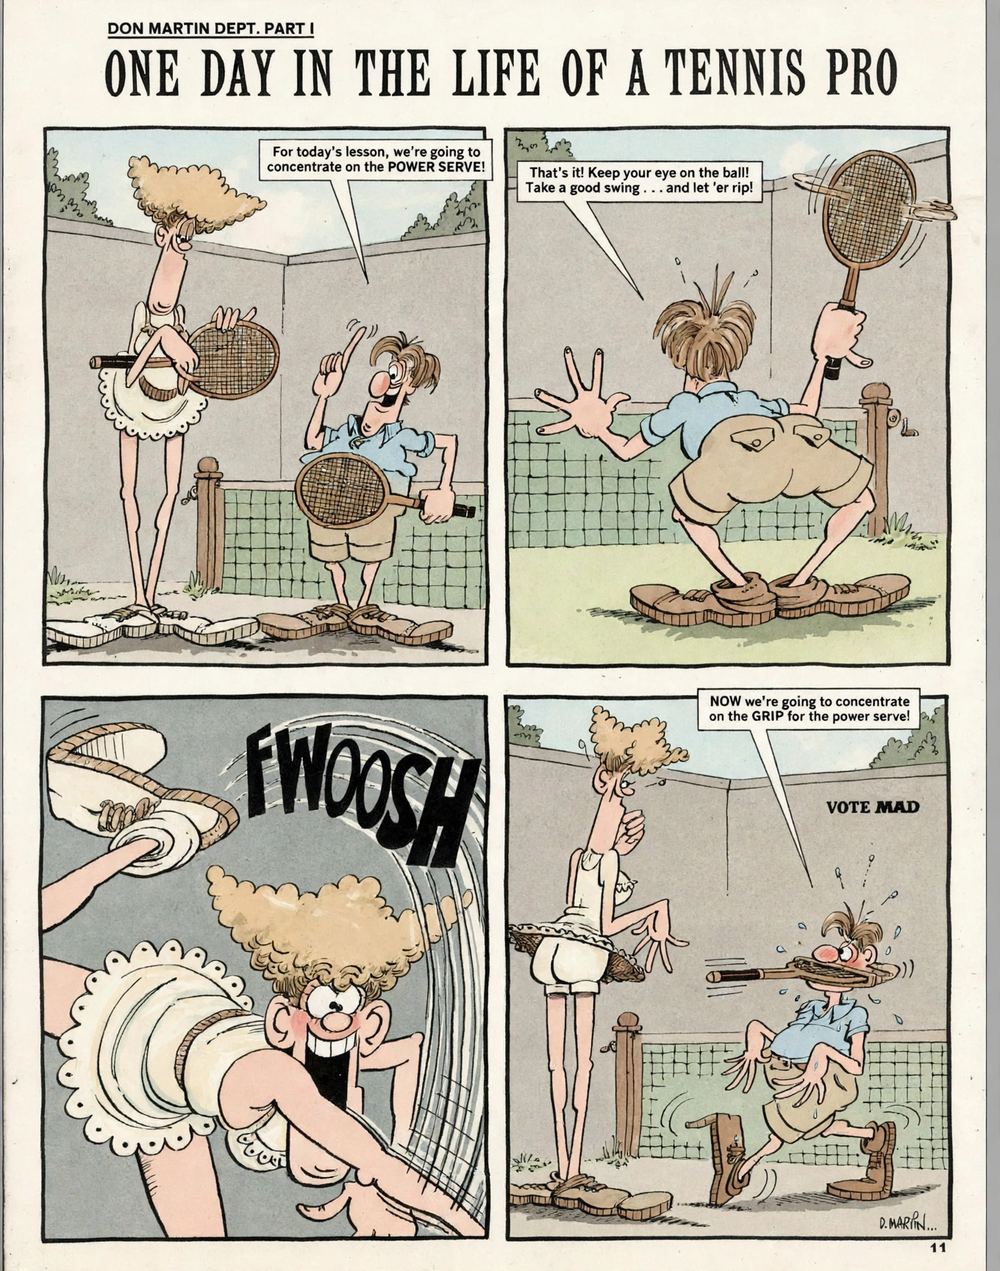 DON MARTIN DEPT. PART I
ONE DAY IN THE LIFE OF A TENNIS PRO
For today's lesson, we're going to
concentrate on the POWER SERVE!
That's it! Keep your eye on the ball!
Take a good swing . . . and let 'er rip!
FWOOSH
NOW we're going to concentrate
on the GRIP for the power serve!
VOTE MAD
D. MARTIN...
11